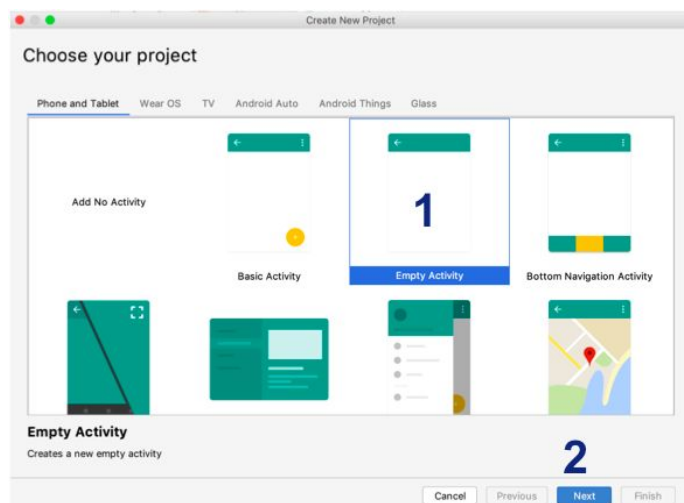 Create New Project
Choose your project
Phone and Tablet Wear OS TV Android Auto Android Things Glass
Add No Activity
1
Basic Activity
Empty Activity
Bottom Navigation Activity
Empty Activity
Creates a new empty activity
2
Cancel Previous Next Finish